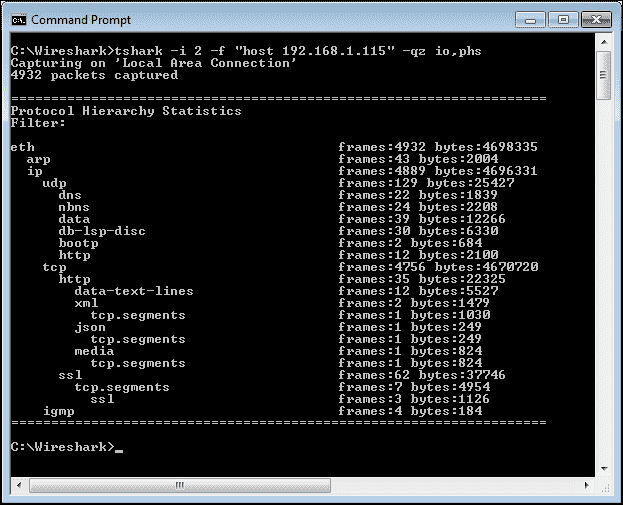 Command Prompt
C:\Wireshark>tshark -i 2 -f "host 192.168.1.115" -qz io,phs
Capturing on 'Local Area Connection'
4932 packets captured
===================================================================
Protocol Hierarchy Statistics
Filter:
eth                                      frames:4932 bytes:4698335
  arp                                    frames:43 bytes:2004
  ip                                     frames:4889 bytes:4696331
    udp                                  frames:129 bytes:25427
      dns                                frames:22 bytes:1839
      nbns                               frames:24 bytes:2208
      data                               frames:39 bytes:12266
      db-lsp-disc                        frames:30 bytes:6330
      bootp                              frames:2 bytes:684
      http                               frames:12 bytes:2100
    tcp                                  frames:4756 bytes:4670720
      http                               frames:35 bytes:22325
        data-text-lines                  frames:12 bytes:5527
        xml                              frames:2 bytes:1479
          tcp.segments                   frames:1 bytes:1030
        json                             frames:1 bytes:249
          tcp.segments                   frames:1 bytes:249
        media                            frames:1 bytes:824
          tcp.segments                   frames:1 bytes:824
      ssl                                frames:62 bytes:37746
        tcp.segments                     frames:7 bytes:4954
          ssl                            frames:3 bytes:1126
    igmp                                 frames:4 bytes:184
===================================================================
C:\Wireshark>_